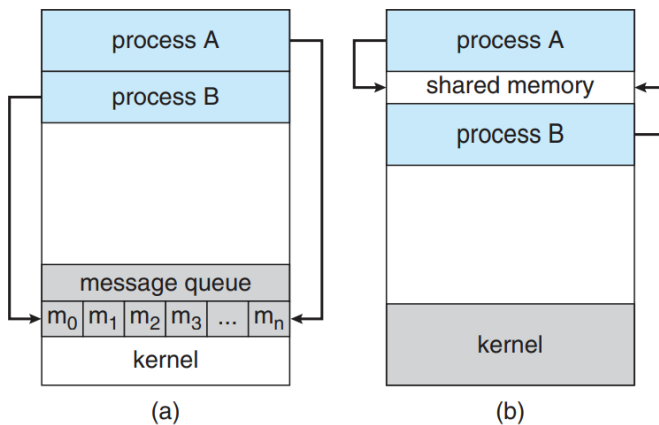 process A
process B
message queue
m0 m1 m2 m3 ... mn
kernel
(a)
process A
shared memory
process B
kernel
(b)